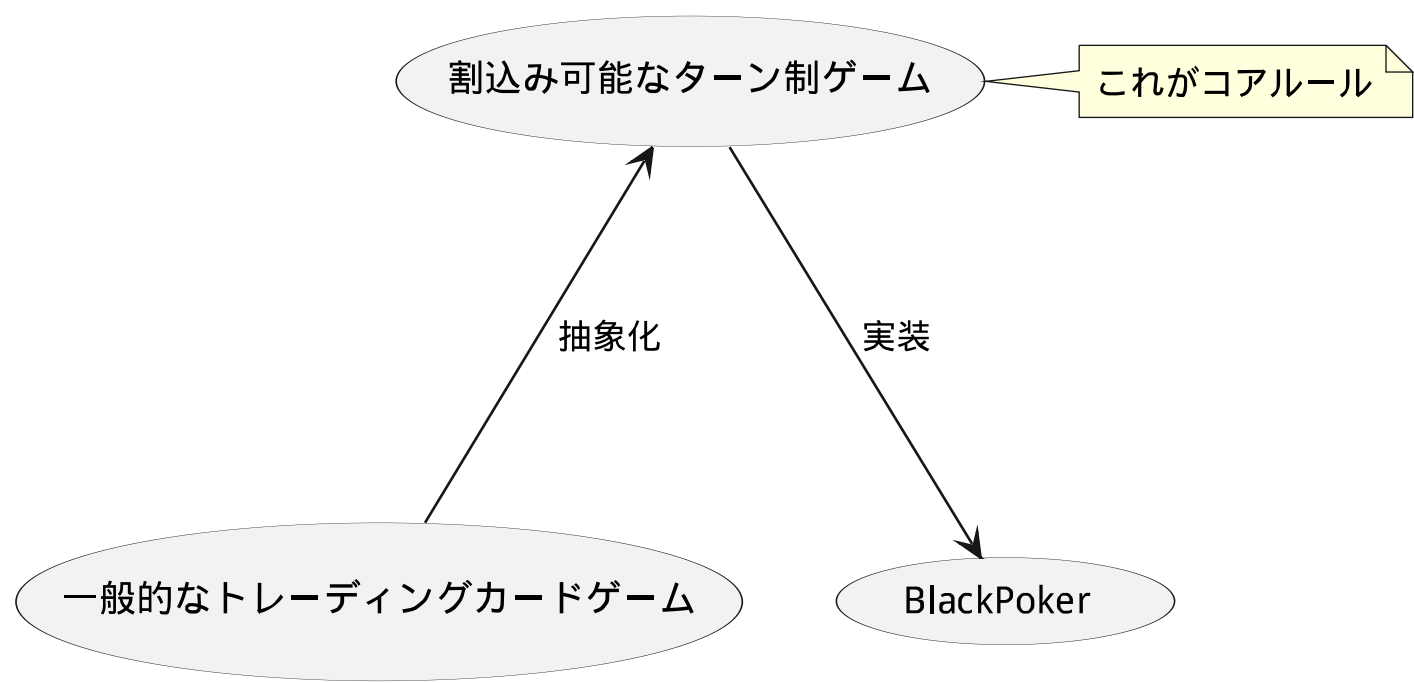 割込み可能なターン制ゲーム
これがコアルール
抽象化
実装
一般的なトレーディングカードゲーム
BlackPoker